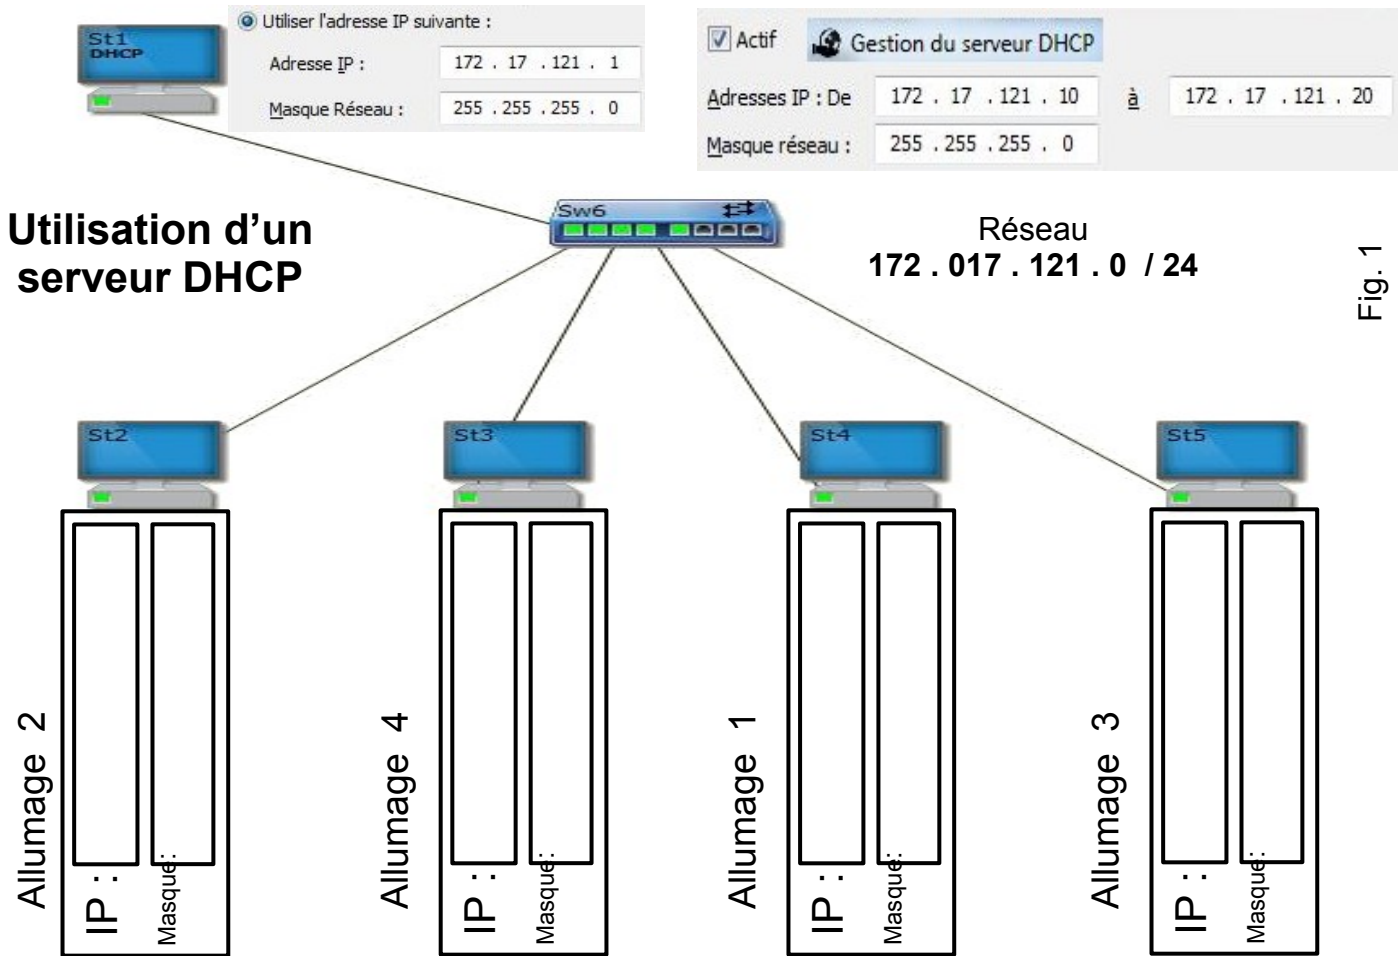 St1
DHCP
Utiliser l'adresse IP suivante :
Adresse IP :
172 . 17 . 121 . 1
Masque Réseau :
255 . 255 . 255 . 0
Actif
Gestion du serveur DHCP
Adresses IP : De
172 . 17 . 121 . 10
à
172 . 17 . 121 . 20
Masque réseau :
255 . 255 . 255 . 0
Utilisation d’un
serveur DHCP
Sw6
Réseau
172 . 017 . 121 . 0 / 24
Fig. 1
St2
St3
St4
St5
Allumage 2
IP :
Masque:
Allumage 4
IP :
Masque:
Allumage 1
IP :
Masque:
Allumage 3
IP :
Masque: